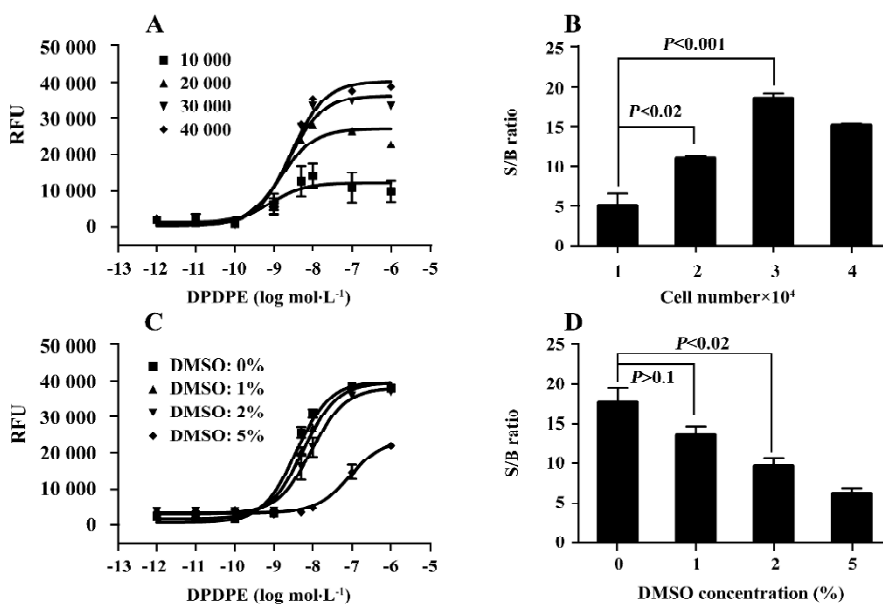 A
RFU
50 000
40 000
30 000
20 000
10 000
0
10 000
20 000
30 000
40 000
-13 -12 -11 -10 -9 -8 -7 -6 -5
DPDPE (log mol·L⁻¹)
B
S/B ratio
25
20
15
10
5
0
P<0.001
P<0.02
1 2 3 4
Cell number×10⁴
C
RFU
50 000
40 000
30 000
20 000
10 000
0
DMSO: 0%
DMSO: 1%
DMSO: 2%
DMSO: 5%
-13 -12 -11 -10 -9 -8 -7 -6 -5
DPDPE (log mol·L⁻¹)
D
S/B ratio
25
20
15
10
5
0
P<0.02
P>0.1
0 1 2 5
DMSO concentration (%)